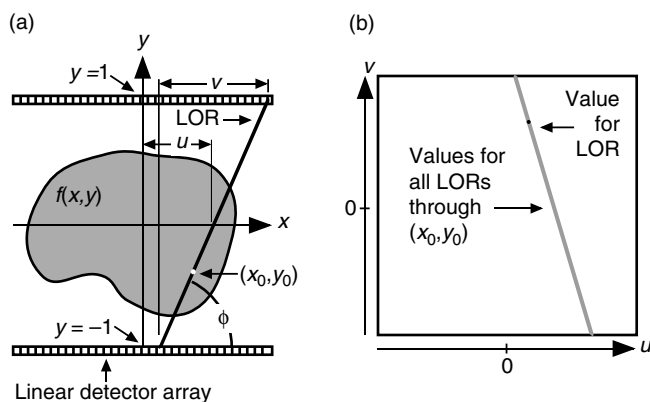 (a)
y
y =1
v
LOR
u
f(x,y)
x
(x₀,y₀)
ϕ
y = −1
Linear detector array
(b)
v
Value
for
LOR
Values for
all LORs
through
(x₀,y₀)
0
0
u